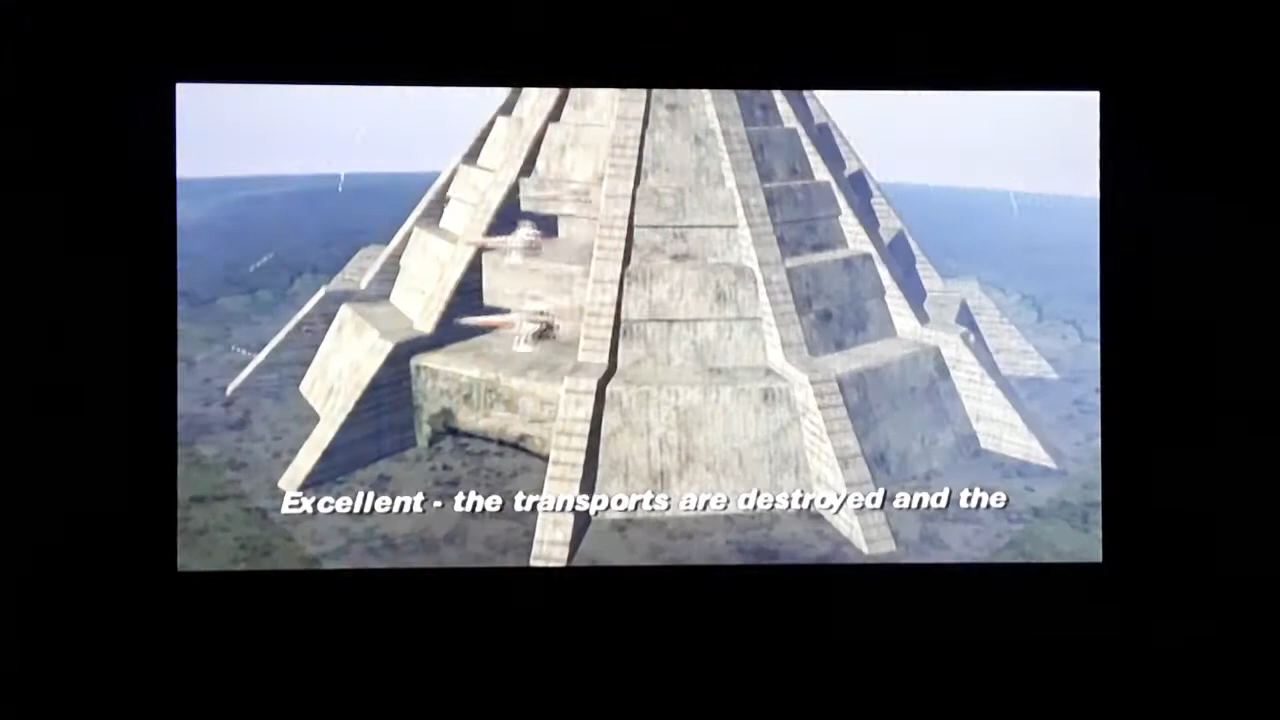 Excellent - the transports are destroyed and the